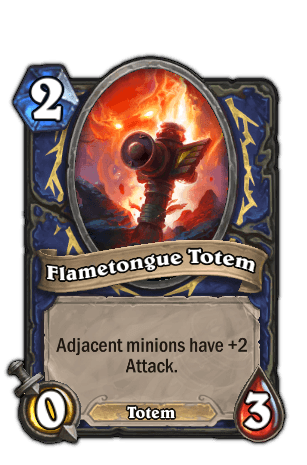 2
Flametongue Totem
Adjacent minions have +2
Attack.
0
Totem
3